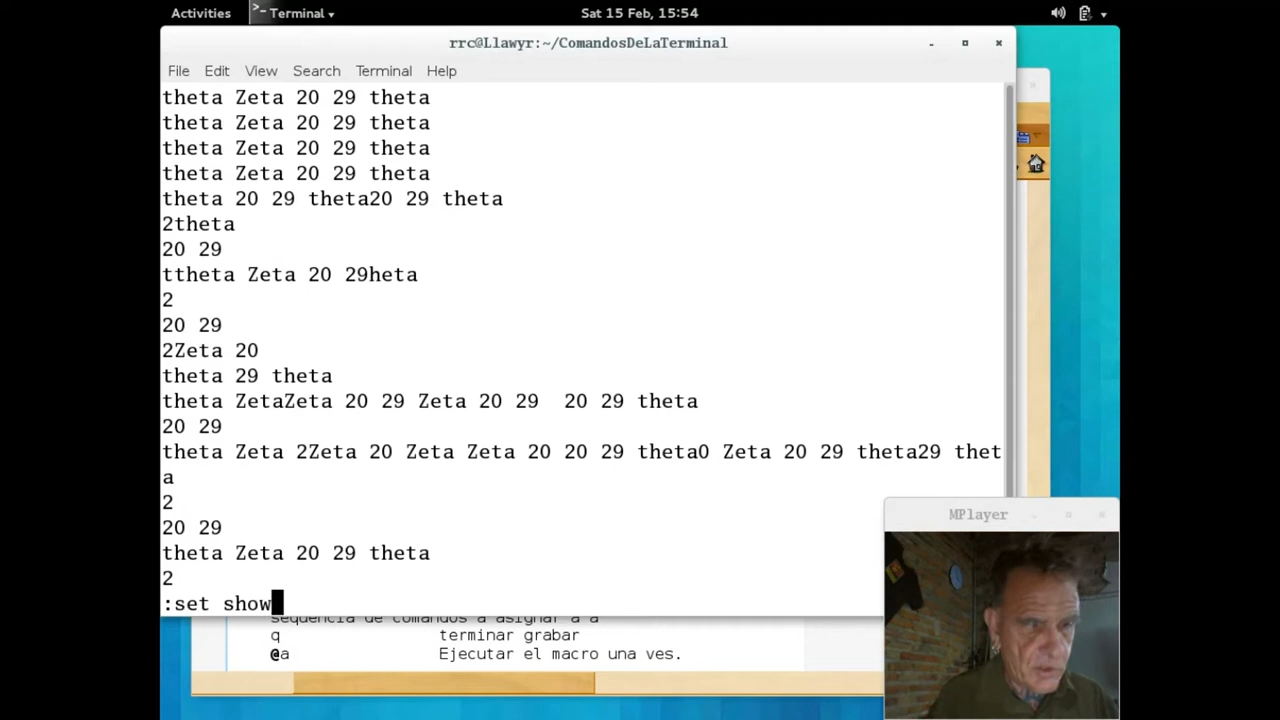 Activities Terminal Sat 15 Feb, 15:54
rrc@Llawyr:~/ComandosDeLaTerminal
File Edit View Search Terminal Help
theta Zeta 20 29 theta
theta Zeta 20 29 theta
theta Zeta 20 29 theta
theta Zeta 20 29 theta
theta 20 29 theta20 29 theta
2theta
20 29
ttheta Zeta 20 29heta
2
20 29
2Zeta 20
theta 29 theta
theta ZetaZeta 20 29 Zeta 20 29  20 29 theta
20 29
theta Zeta 2Zeta 20 Zeta Zeta 20 20 29 theta0 Zeta 20 29 theta29 thet
a
2
20 29
theta Zeta 20 29 theta
2
:set show
MPlayer
sequencia de comandos a asignar a a
q terminar grabar
@a Ejecutar el macro una ves.